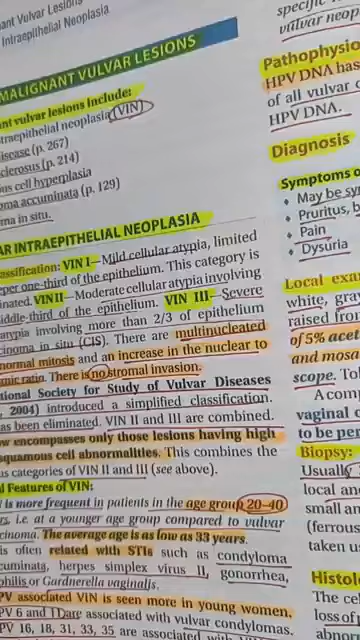 nant Vulvar Lesions
Intraepithelial Neoplasia
MALIGNANT VULVAR LESIONS
ant vulvar lesions include:
traepithelial neoplasia (VIN)
isease (p. 267)
sclerosus (p. 214)
ous cell hyperplasia
oma accuminata (p. 129)
ma in situ.
AR INTRAEPITHELIAL NEOPLASIA
assification: VIN I—Mild cellular atypia, limited
per one-third of the epithelium. This category is
inated. VIN II—Moderate cellular atypia involving
iddle-third of the epithelium. VIN III—Severe
atypia involving more than 2/3 of epithelium
cinoma in situ (CIS). There are multinucleated
normal mitosis and an increase in the nuclear to
mic ratio. There is no stromal invasion.
tional Society for Study of Vulvar Diseases
, 2004) introduced a simplified classification.
as been eliminated. VIN II and III are combined.
ow encompasses only those lesions having high
squamous cell abnormalities. This combines the
us categories of VIN II and III (see above).
l Features of VIN:
is more frequent in patients in the age group 20–40
rs, i.e. at a younger age group compared to vulvar
cinoma. The average age is as low as 33 years.
is often related with STIs such as condyloma
cuminata, herpes simplex virus II, gonorrhea,
philis or Gardnerella vaginalis.
PV associated VIN is seen more in young women.
PV 6 and 11 are associated with vulvar condylomas.
PV 16, 18, 31, 33, 35 are associated with
specific
vulvar neop
Pathophysio
HPV DNA has
of all vulvar
HPV DNA.
Diagnosis
Symptoms o
♦ May be sy
♦ Pruritus, b
♦ Pain
♦ Dysuria
Local exa
white, gra
raised from
of 5% acet
and mosa
scope. Tol
A comp
vaginal
to be per
Biopsy:
Usually
local an
small an
(ferrous
taken u
Histol
The cel
loss of
abno